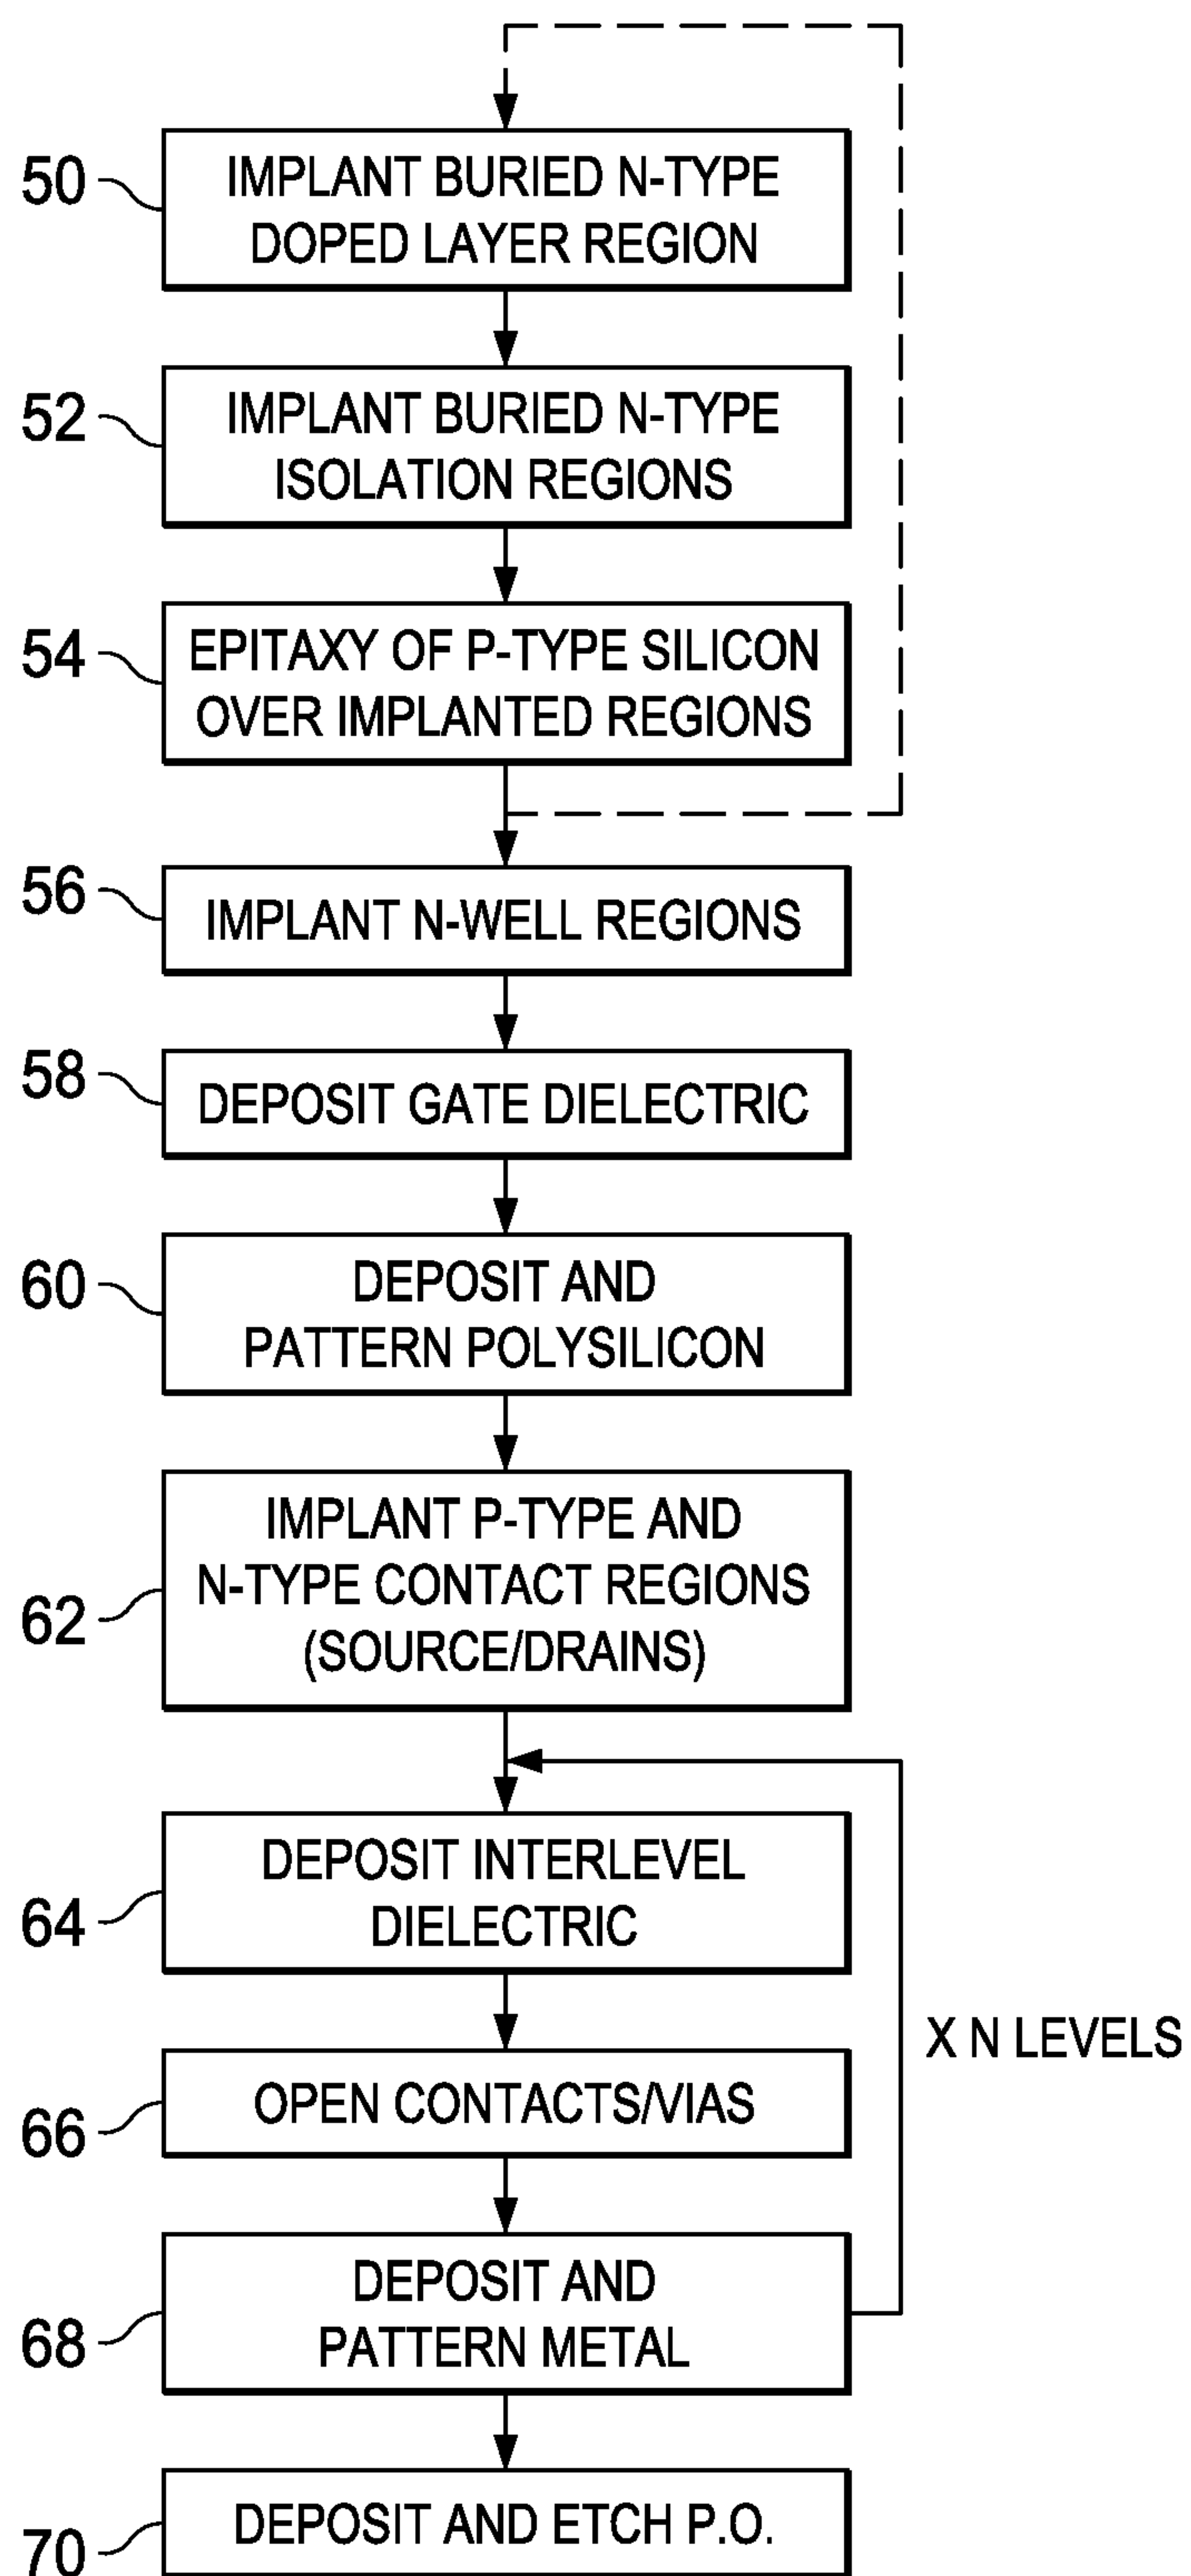 50
IMPLANT BURIED N-TYPE
DOPED LAYER REGION
52
IMPLANT BURIED N-TYPE
ISOLATION REGIONS
54
EPITAXY OF P-TYPE SILICON
OVER IMPLANTED REGIONS
56
IMPLANT N-WELL REGIONS
58
DEPOSIT GATE DIELECTRIC
60
DEPOSIT AND
PATTERN POLYSILICON
62
IMPLANT P-TYPE AND
N-TYPE CONTACT REGIONS
(SOURCE/DRAINS)
64
DEPOSIT INTERLEVEL
DIELECTRIC
X N LEVELS
66
OPEN CONTACTS/VIAS
68
DEPOSIT AND
PATTERN METAL
70
DEPOSIT AND ETCH P.O.